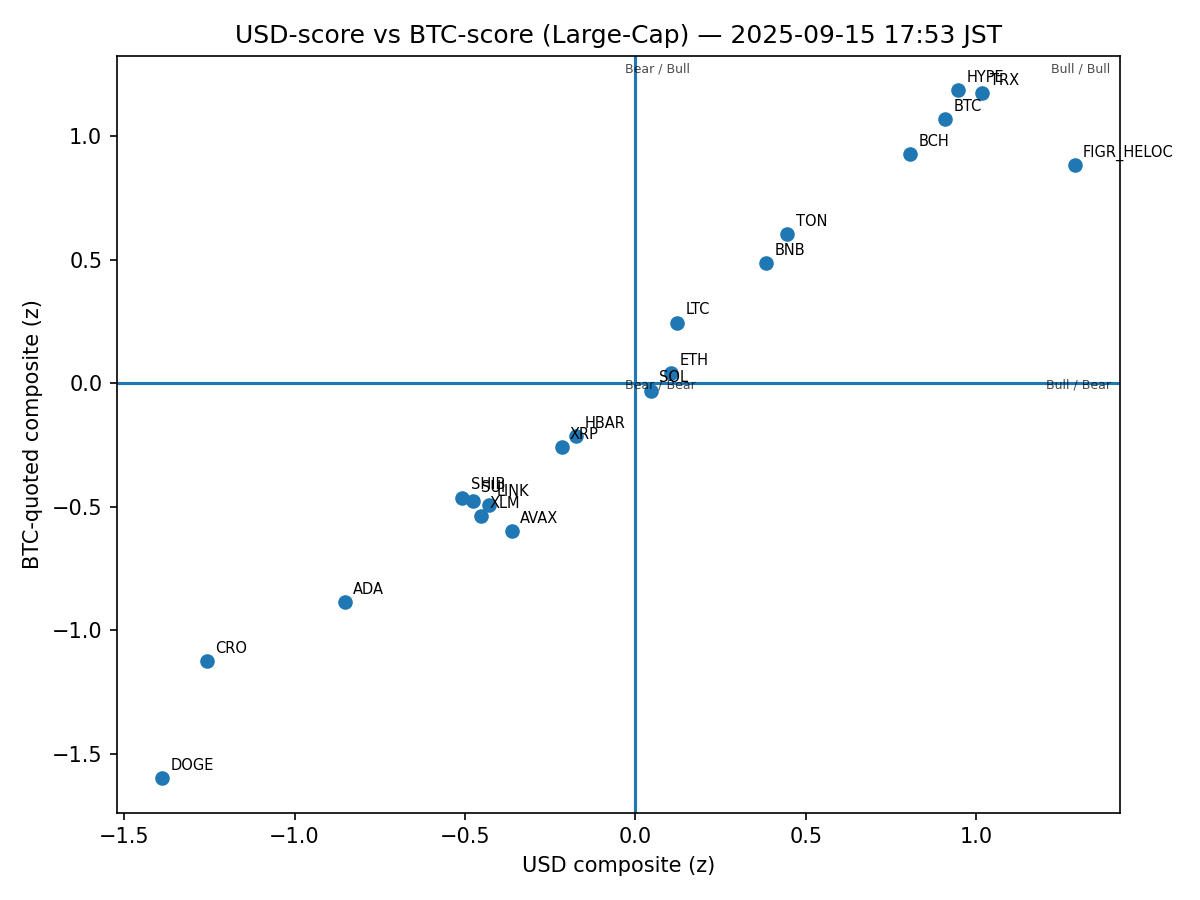 USD-score vs BTC-score (Large-Cap) — 2025-09-15 17:53 JST
Bear / Bull
Bull / Bull
HYPE
TRX
BTC
BCH
FIGR_HELOC
TON
BNB
LTC
ETH
SOL
Bear / Bear
Bull / Bear
HBAR
XRP
SHIB
SUI
LINK
XLM
AVAX
ADA
CRO
DOGE
1.0
0.5
0.0
−0.5
−1.0
−1.5
BTC-quoted composite (z)
−1.5
−1.0
−0.5
0.0
0.5
1.0
USD composite (z)